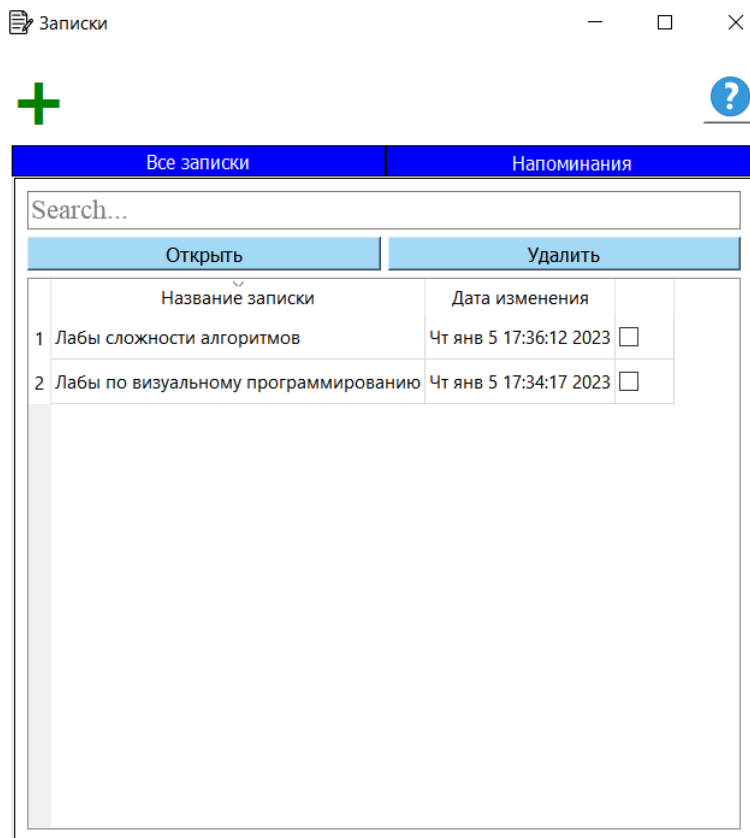 Записки
+
?
Все записки Напоминания
Search...
Открыть Удалить
Название записки Дата изменения
1 Лабы сложности алгоритмов Чт янв 5 17:36:12 2023
2 Лабы по визуальному программированию Чт янв 5 17:34:17 2023